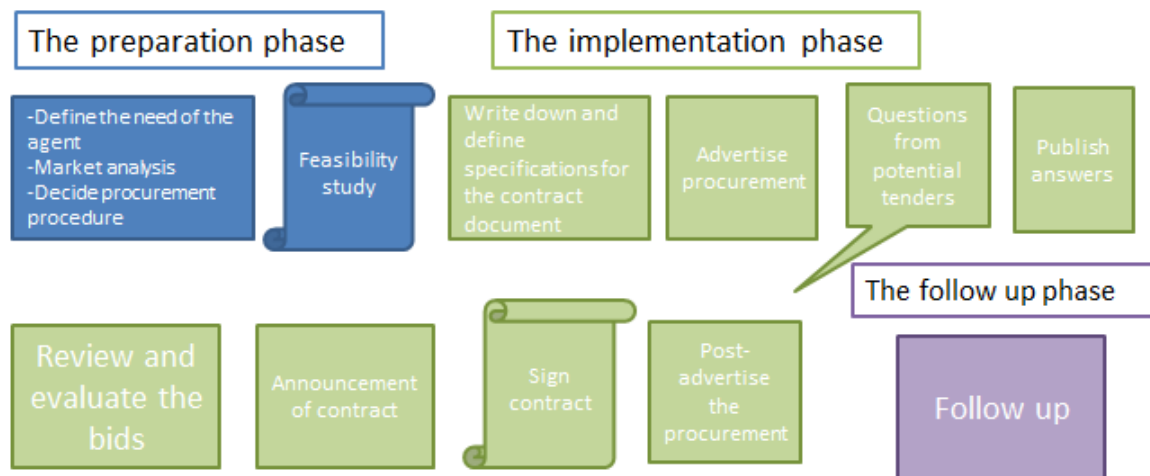 The preparation phase
The implementation phase
-Define the need of the
agent
-Market analysis
-Decide procurement
procedure
Feasibility
study
Write down and
define
specifications for
the contract
document
Advertise
procurement
Questions
from
potential
tenders
Publish
answers
The follow up phase
Review and
evaluate the
bids
Announcement
of contract
Sign
contract
Post-
advertise
the
procurement
Follow up